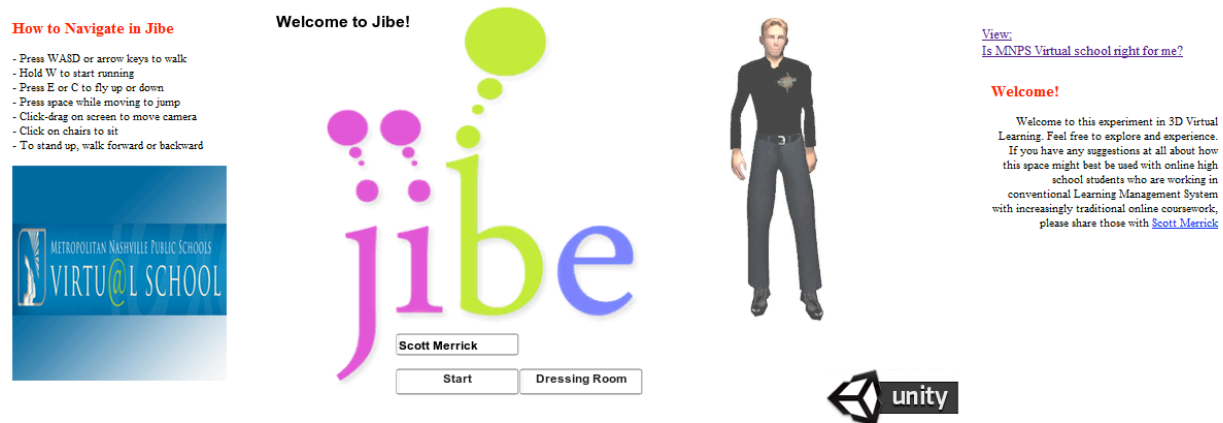 How to Navigate in Jibe
- Press WASD or arrow keys to walk
- Hold W to start running
- Press E or C to fly up or down
- Press space while moving to jump
- Click-drag on screen to move camera
- Click on chairs to sit
- To stand up, walk forward or backward
METROPOLITAN NASHVILLE PUBLIC SCHOOLS
VIRTU@L SCHOOL
Welcome to Jibe!
jibe
Scott Merrick
Start
Dressing Room
unity
View:
Is MNPS Virtual school right for me?
Welcome!
Welcome to this experiment in 3D Virtual
Learning. Feel free to explore and experience.
If you have any suggestions at all about how
this space might best be used with online high
school students who are working in
conventional Learning Management System
with increasingly traditional online coursework,
please share those with Scott Merrick